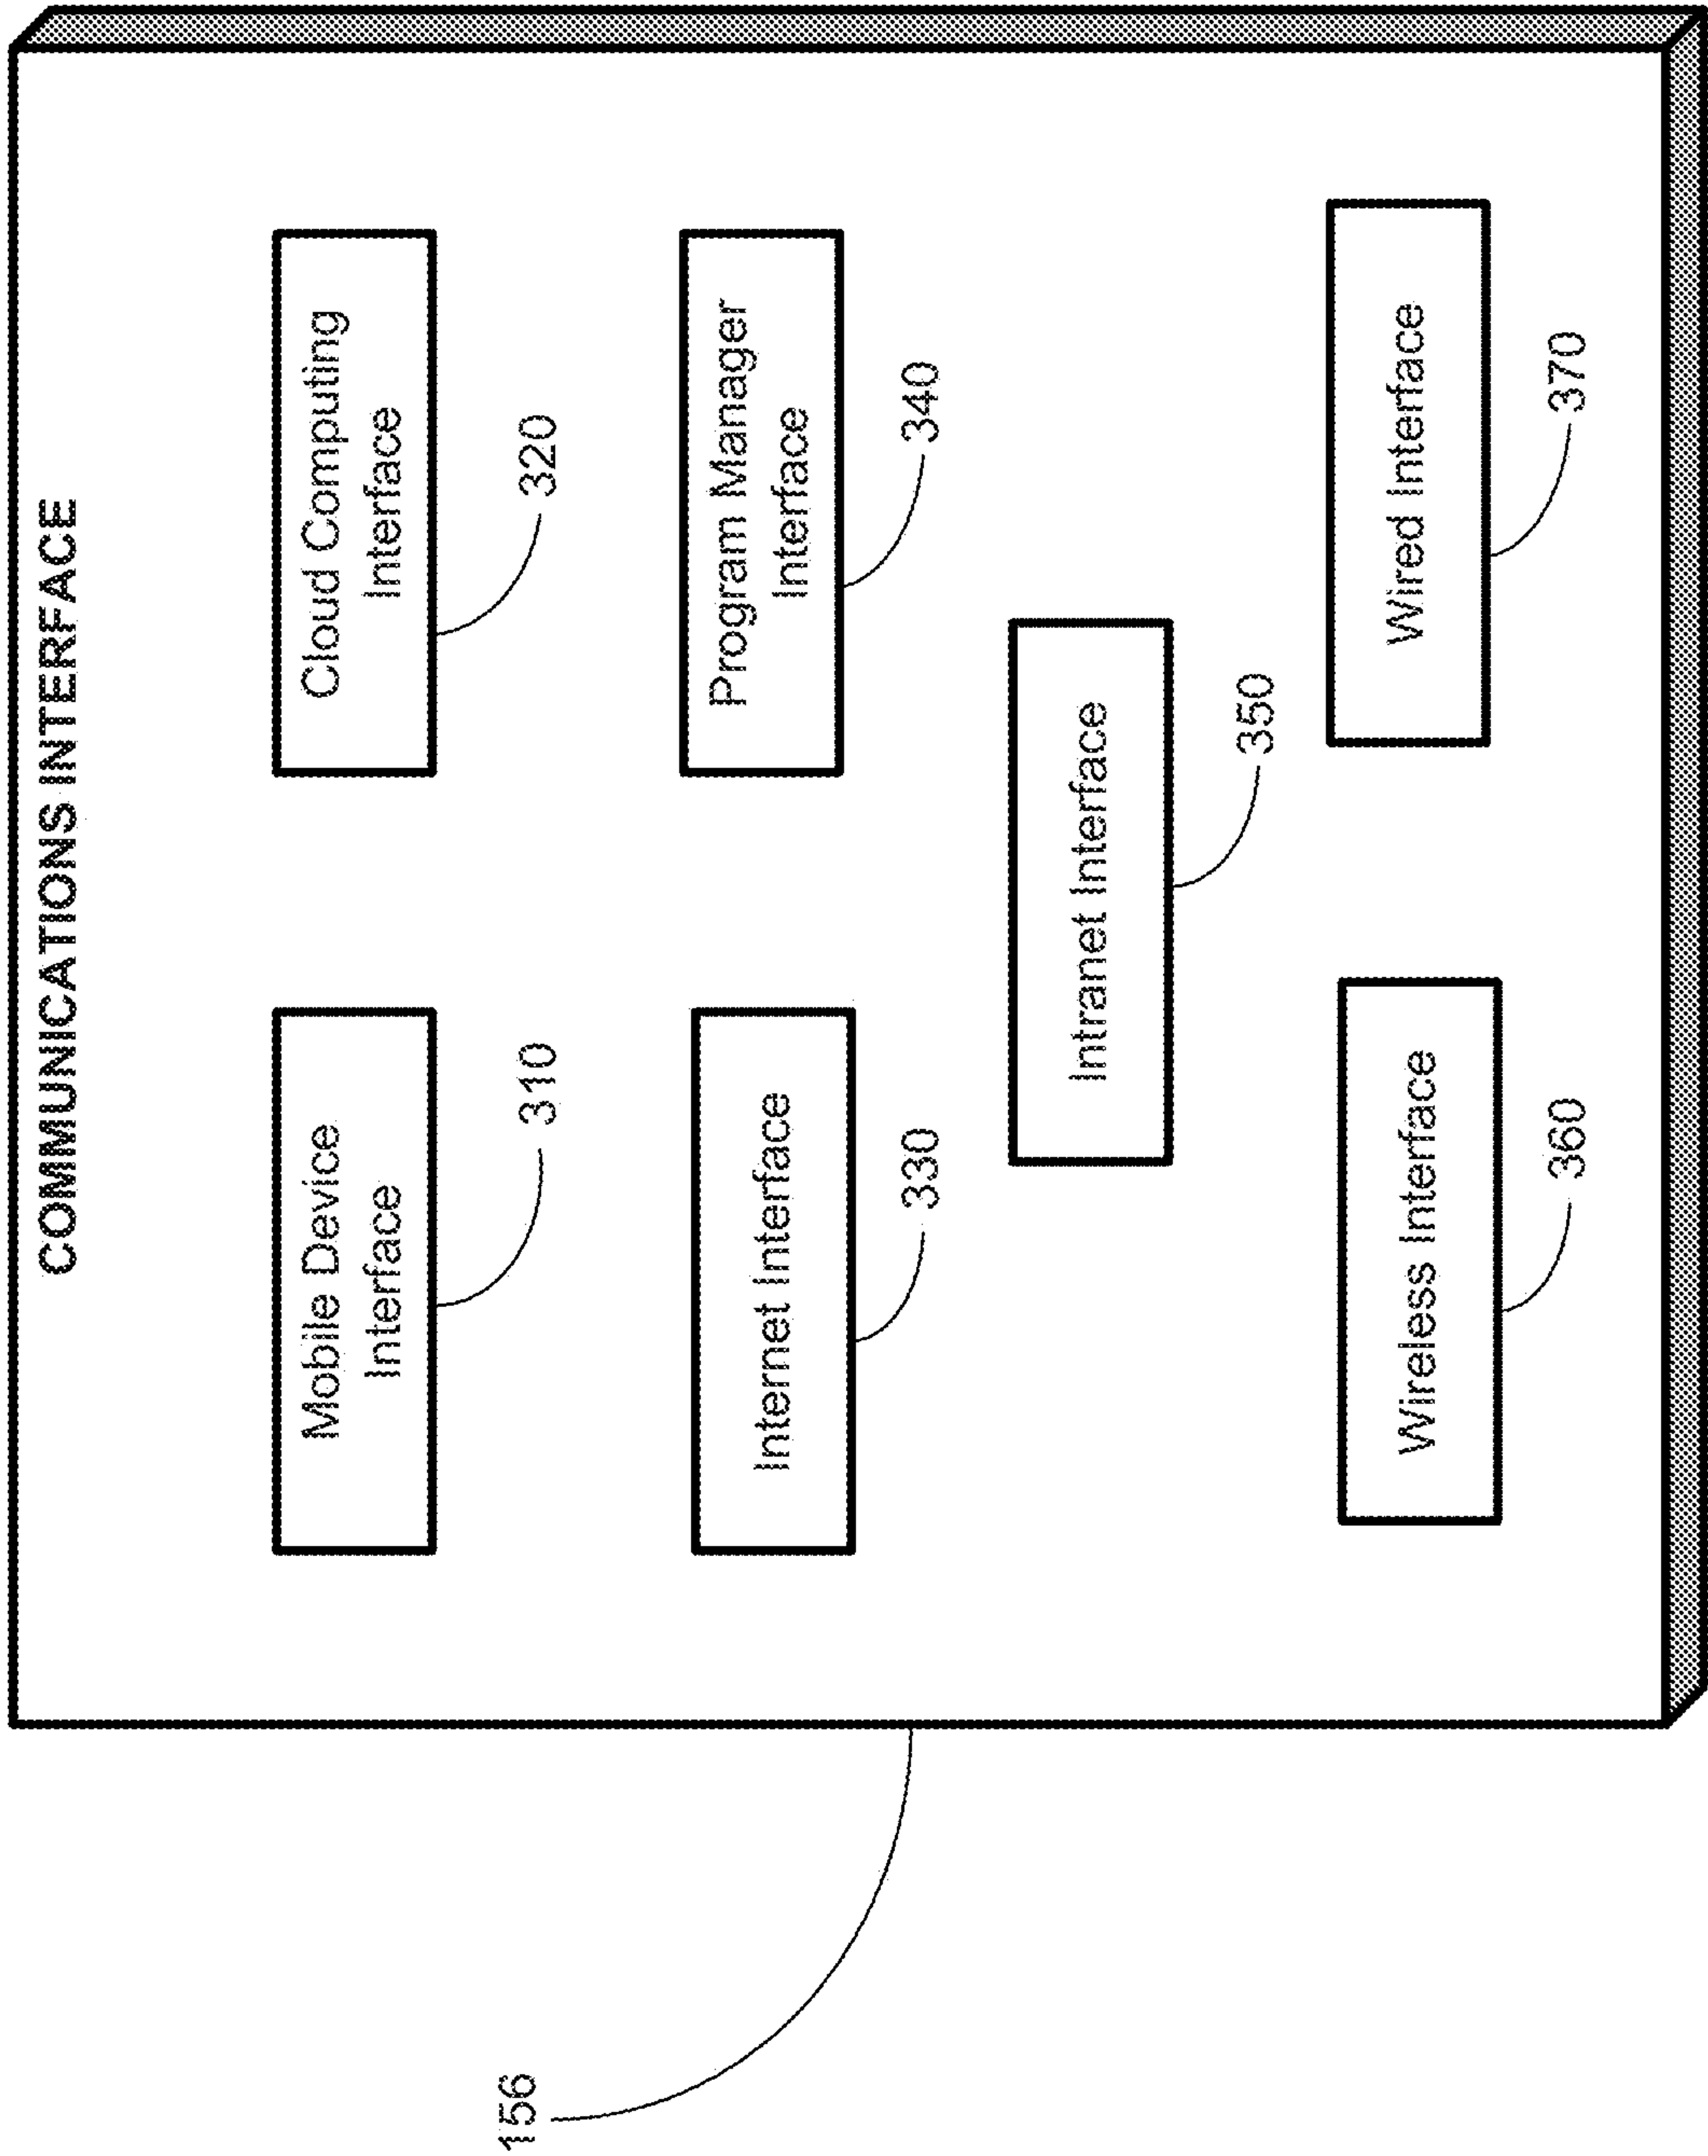 COMMUNICATIONS INTERFACE
Mobile Device
Interface
310
Cloud Computing
Interface
320
Internet Interface
330
Program Manager
Interface
340
Intranet Interface
350
Wireless Interface
360
Wired Interface
370
156